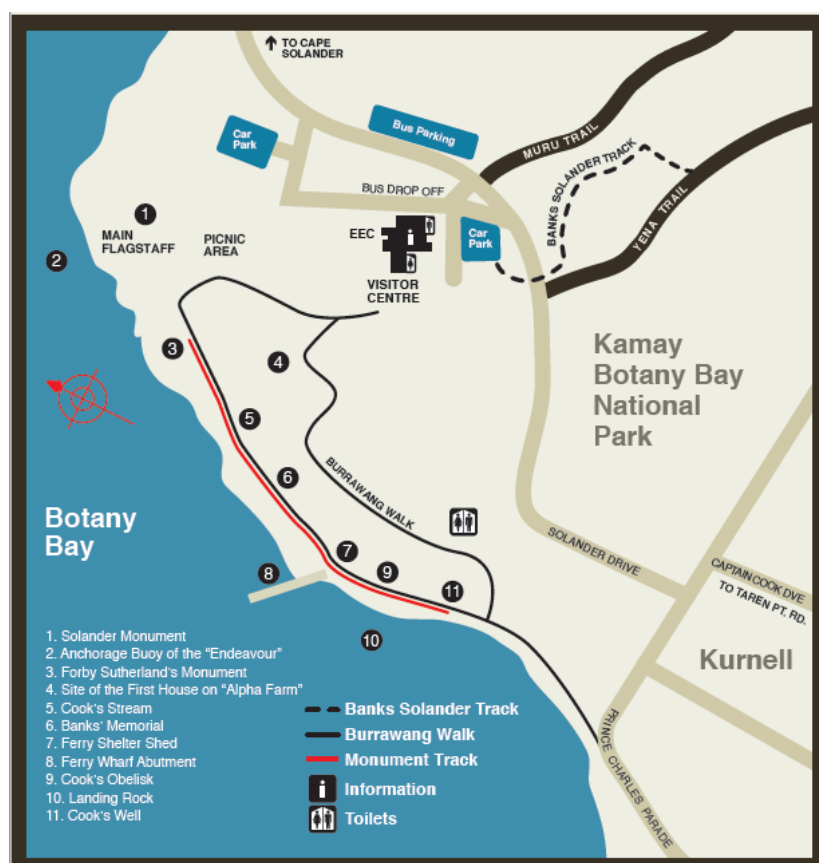 TO CAPE
SOLANDER
Car
Park
Bus Parking
MURU TRAIL
BANKS SOLANDER TRACK
YENA TRAIL
BUS DROP OFF
1
MAIN
FLAGSTAFF
PICNIC
AREA
EEC
i
Car
Park
VISITOR
CENTRE
2
3
4
Kamay
Botany Bay
National
Park
5
6
BURRAWANG WALK
Botany
Bay
7
8
9
10
11
SOLANDER DRIVE
CAPTAIN COOK DVE
TO TAREN PT. RD.
Kurnell
PRINCE CHARLES PARADE
1. Solander Monument
2. Anchorage Buoy of the “Endeavour”
3. Forby Sutherland's Monument
4. Site of the First House on “Alpha Farm”
5. Cook's Stream
6. Banks' Memorial
7. Ferry Shelter Shed
8. Ferry Wharf Abutment
9. Cook's Obelisk
10. Landing Rock
11. Cook's Well
Banks Solander Track
Burrawang Walk
Monument Track
i Information
Toilets